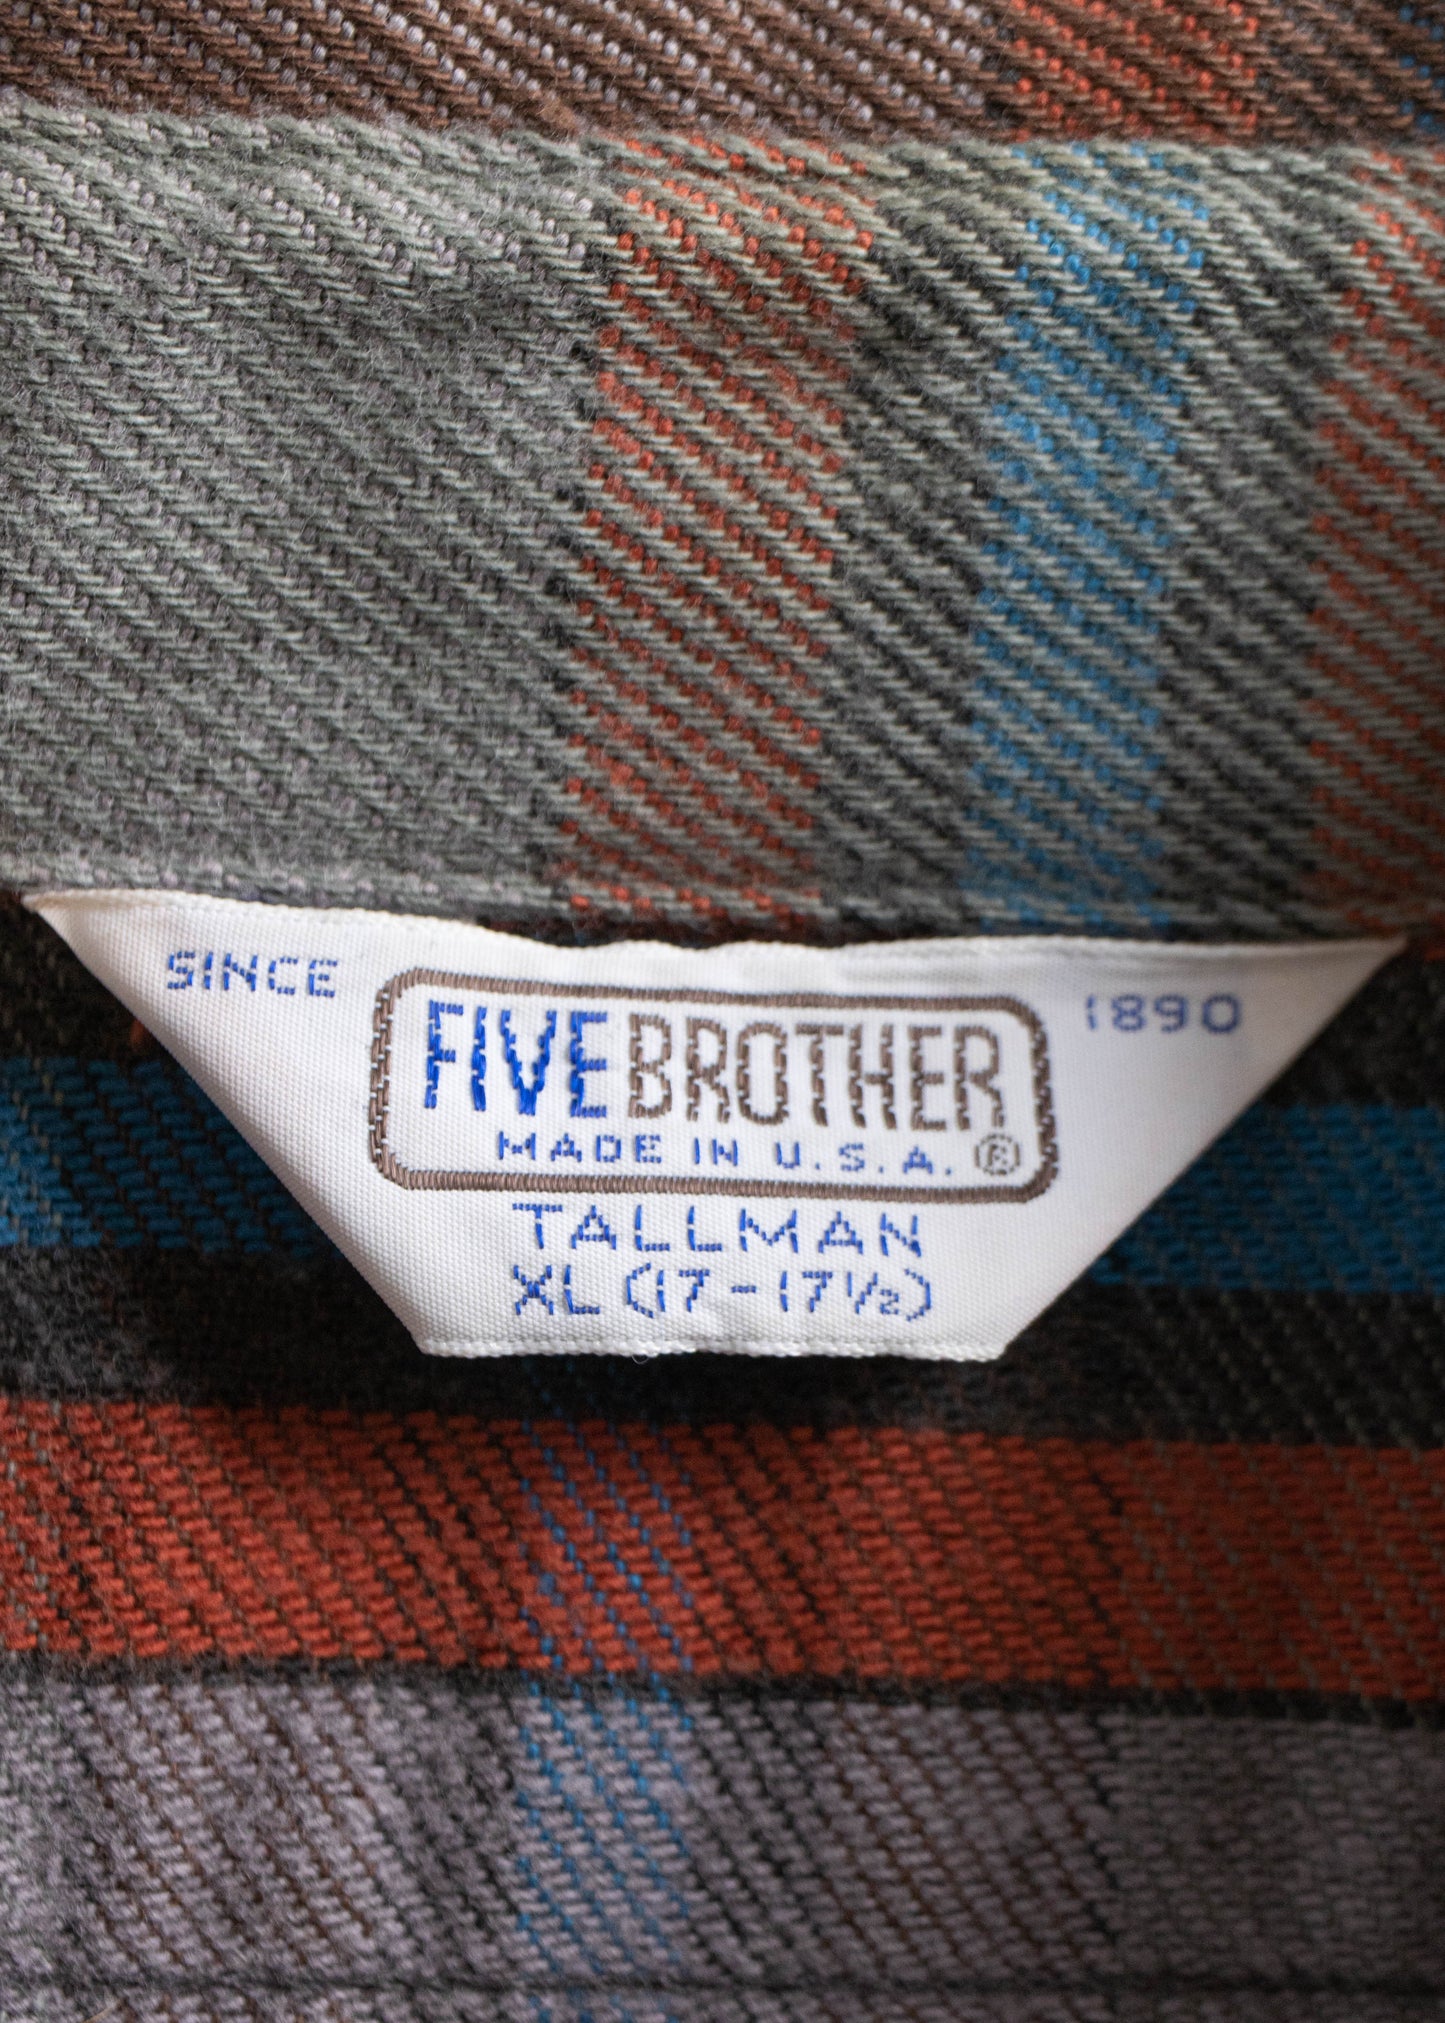 SINCE 1890
FIVE BROTHER
MADE IN U.S.A. ®
TALLMAN
XL (17-17½)